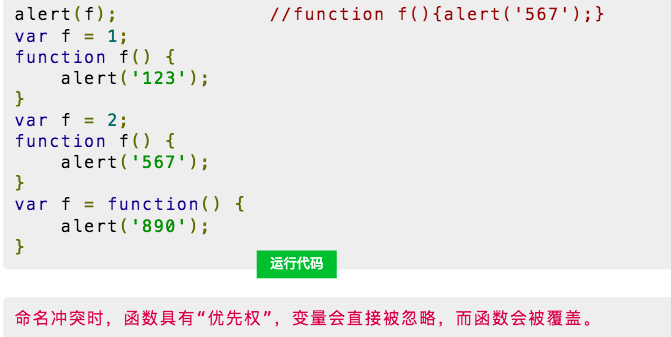 alert(f);              //function f(){alert('567');}
var f = 1;
function f() {
    alert('123');
}
var f = 2;
function f() {
    alert('567');
}
var f = function() {
    alert('890');
}
运行代码
命名冲突时，函数具有“优先权”，变量会直接被忽略，而函数会被覆盖。